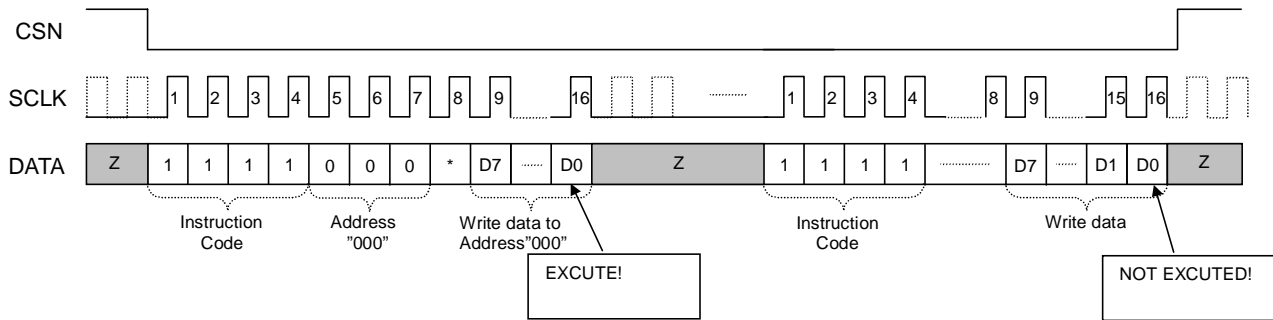 CSN
SCLK 1 2 3 4 5 6 7 8 9 16 1 2 3 4 8 9 15 16
DATA Z 1 1 1 1 0 0 0 * D7 D0 Z 1 1 1 1 D7 D1 D0 Z
Instruction
Code
Address
"000"
Write data to
Address"000"
Instruction
Code
Write data
EXCUTE!
NOT EXCUTED!